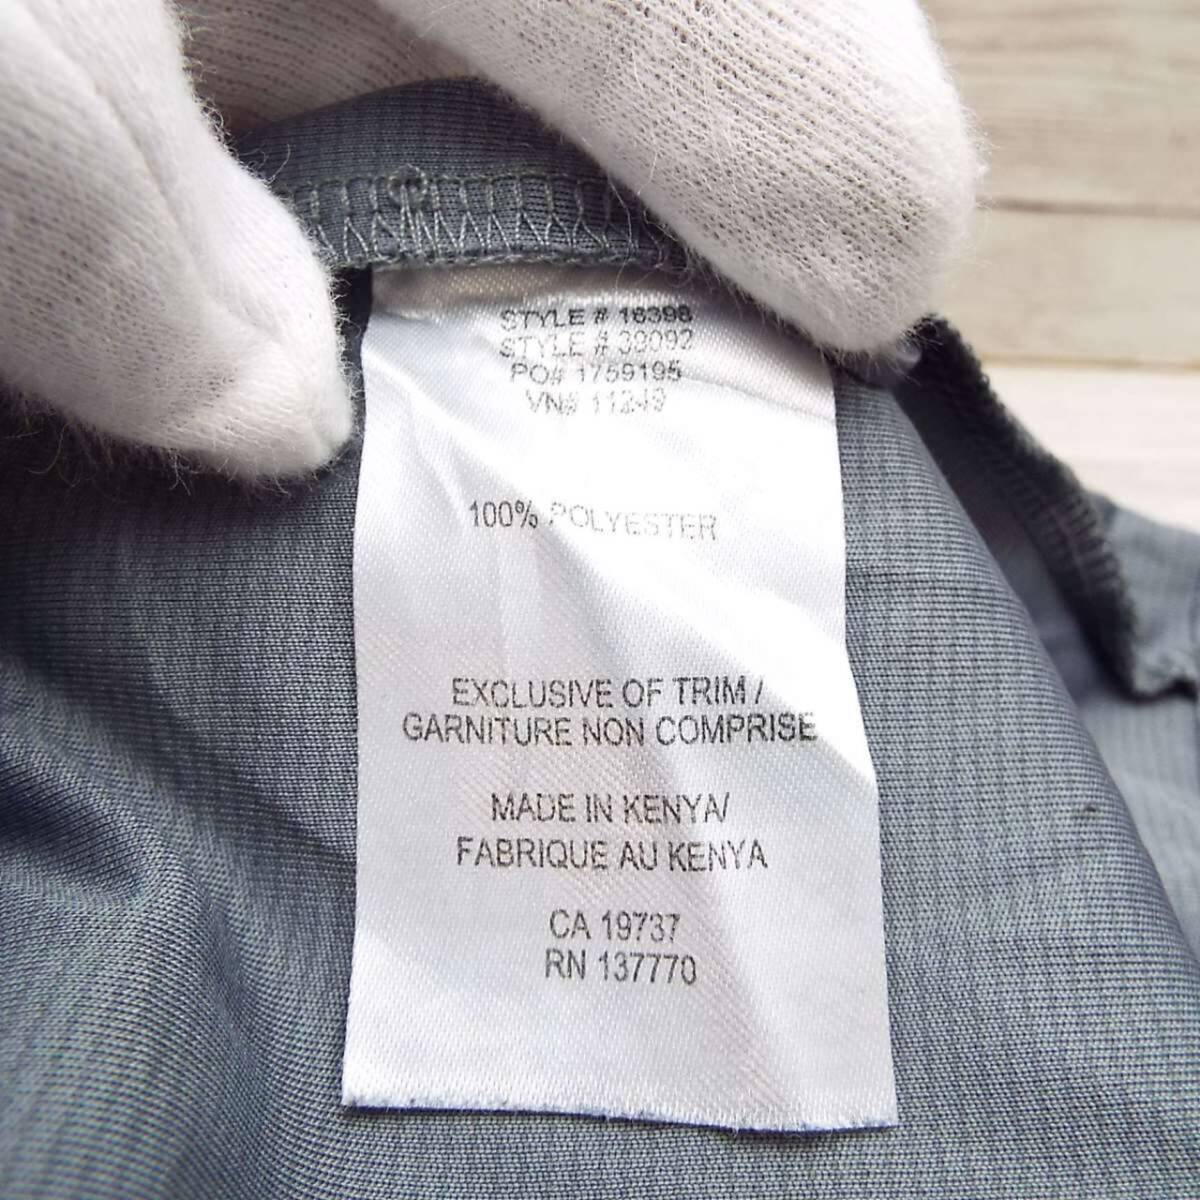 STYLE # 16398
STYLE # 39092
PO# 1759195
VN# 11249
100% POLYESTER
EXCLUSIVE OF TRIM /
GARNITURE NON COMPRISE
MADE IN KENYA/
FABRIQUE AU KENYA
CA 19737
RN 137770